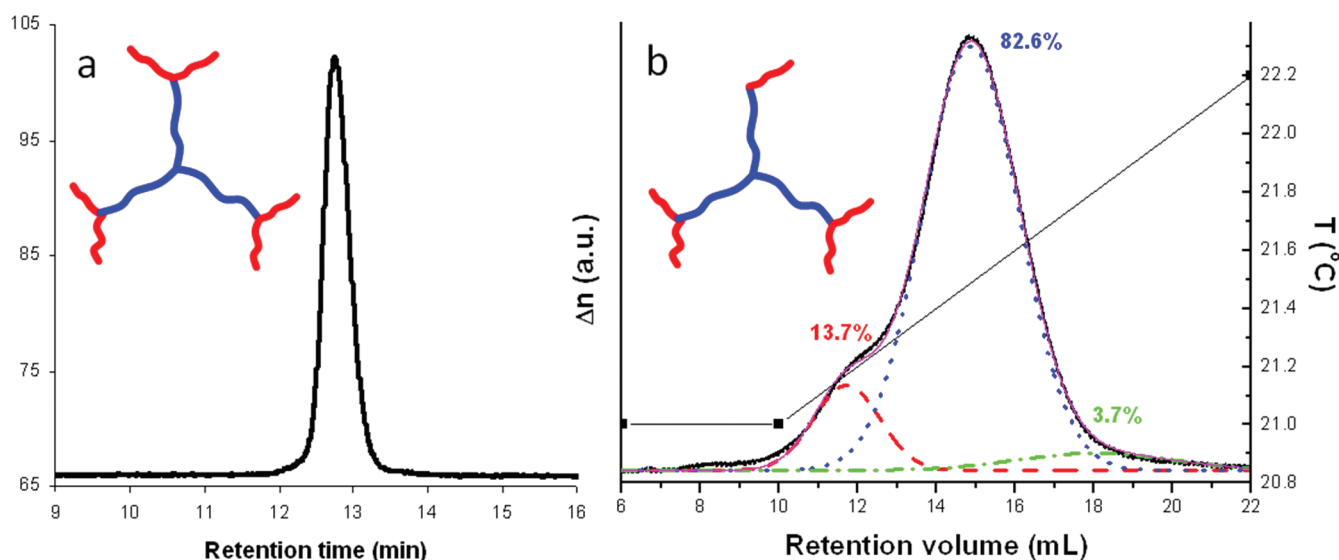 a
105
95
85
75
65
9 10 11 12 13 14 15 16
Retention time (min)
b
Δn (a.u.)
82.6%
13.7%
3.7%
22.2
22.0
21.8
21.6
21.4
21.2
21.0
20.8
T (°C)
6 8 10 12 14 16 18 20 22
Retention volume (mL)